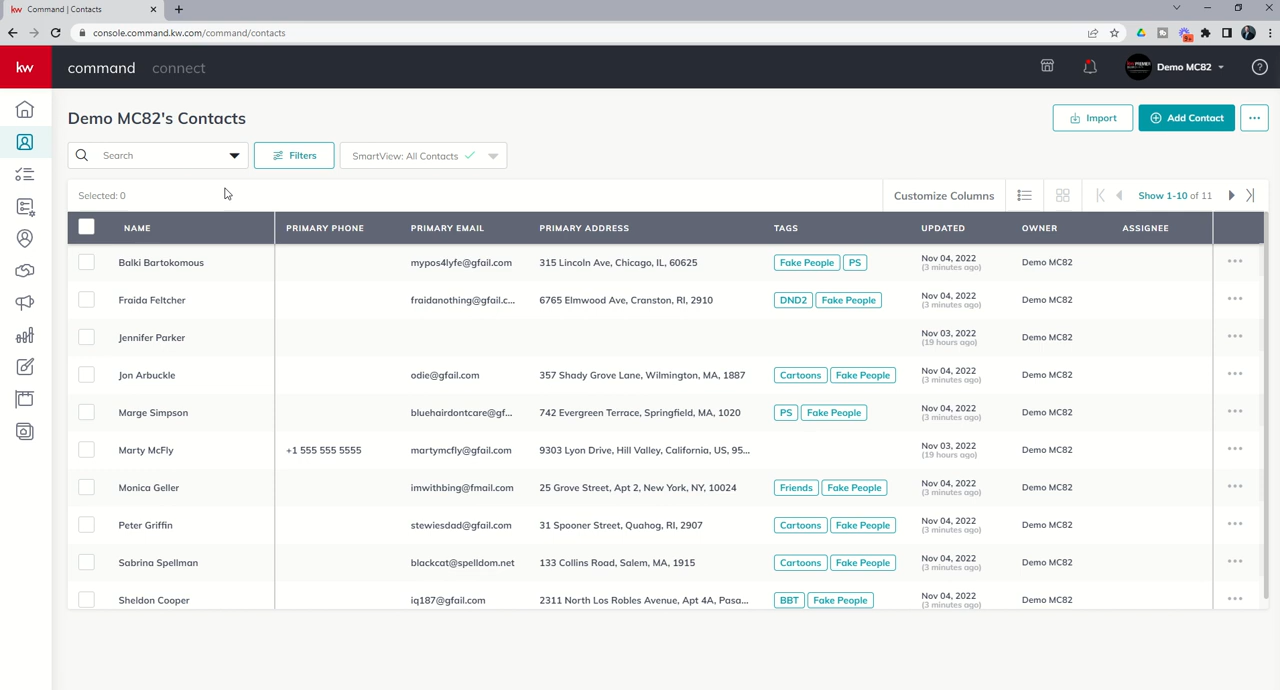 kw Command | Contacts
console.command.kw.com/command/contacts
9+
kw command connect
Demo MC82
Demo MC82's Contacts
Import
Add Contact
Search
Filters
SmartView: All Contacts
Selected: 0
Customize Columns
Show 1-10 of 11
NAME PRIMARY PHONE PRIMARY EMAIL PRIMARY ADDRESS TAGS UPDATED OWNER ASSIGNEE
Balki Bartokomous mypos4lyfe@gfail.com 315 Lincoln Ave, Chicago, IL, 60625 Fake People PS Nov 04, 2022 Demo MC82
(3 minutes ago)
Fraida Feltcher fraidanothing@gfail.c... 6765 Elmwood Ave, Cranston, RI, 2910 DND2 Fake People Nov 04, 2022 Demo MC82
(3 minutes ago)
Jennifer Parker Nov 03, 2022 Demo MC82
(19 hours ago)
Jon Arbuckle odie@gfail.com 357 Shady Grove Lane, Wilmington, MA, 1887 Cartoons Fake People Nov 04, 2022 Demo MC82
(3 minutes ago)
Marge Simpson bluehairdontcare@gf... 742 Evergreen Terrace, Springfield, MA, 1020 PS Fake People Nov 04, 2022 Demo MC82
(3 minutes ago)
Marty McFly +1 555 555 5555 martymcfly@gfail.com 9303 Lyon Drive, Hill Valley, California, US, 95... Nov 03, 2022 Demo MC82
(19 hours ago)
Monica Geller imwithbing@fmail.com 25 Grove Street, Apt 2, New York, NY, 10024 Friends Fake People Nov 04, 2022 Demo MC82
(3 minutes ago)
Peter Griffin stewiesdad@gfail.com 31 Spooner Street, Quahog, RI, 2907 Cartoons Fake People Nov 04, 2022 Demo MC82
(3 minutes ago)
Sabrina Spellman blackcat@spelldom.net 133 Collins Road, Salem, MA, 1915 Cartoons Fake People Nov 04, 2022 Demo MC82
(3 minutes ago)
Sheldon Cooper iq187@gfail.com 2311 North Los Robles Avenue, Apt 4A, Pasa... BBT Fake People Nov 04, 2022 Demo MC82
(3 minutes ago)